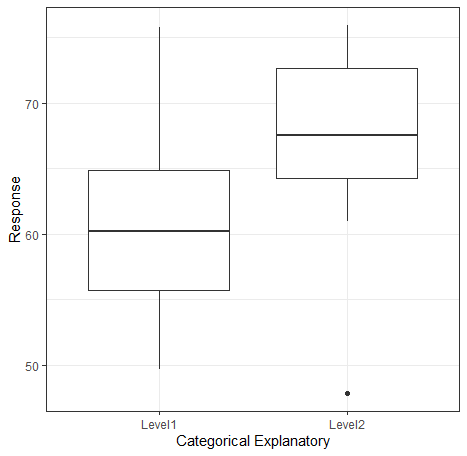 Response
70
60
50
Level1 Level2
Categorical Explanatory